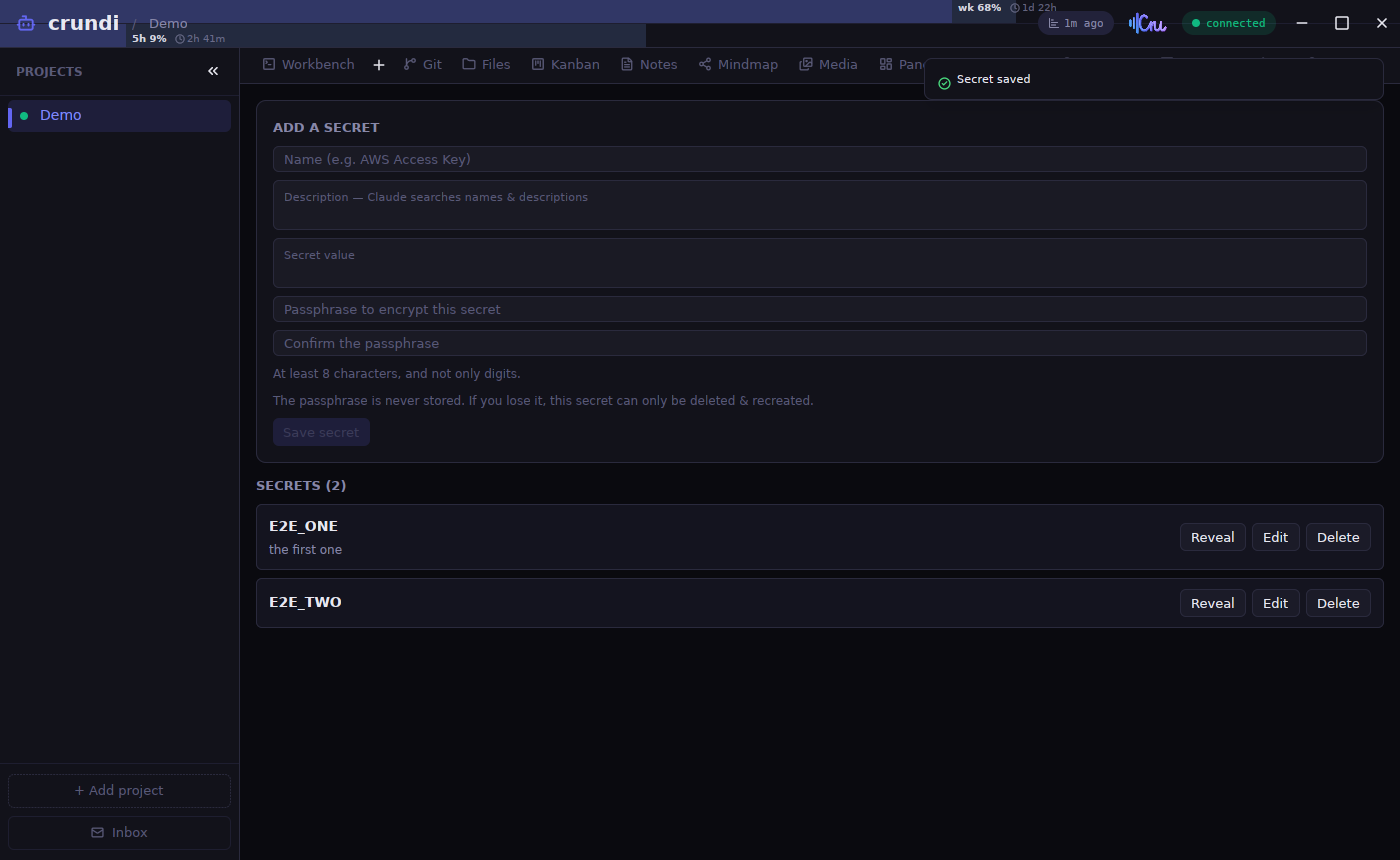 wk 68% 1d 22h
crundi / Demo
5h 9% 2h 41m
1m ago
connected
PROJECTS
Workbench
Git
Files
Kanban
Notes
Mindmap
Media
Secret saved
Demo
ADD A SECRET
Name (e.g. AWS Access Key)
Description — Claude searches names & descriptions
Secret value
Passphrase to encrypt this secret
Confirm the passphrase
At least 8 characters, and not only digits.
The passphrase is never stored. If you lose it, this secret can only be deleted & recreated.
Save secret
SECRETS (2)
E2E_ONE
the first one
Reveal Edit Delete
E2E_TWO
Reveal Edit Delete
+ Add project
Inbox